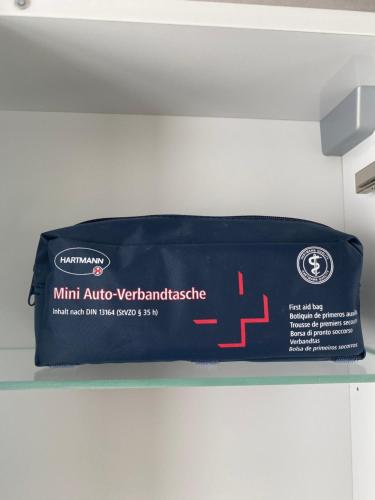 HARTMANN
Mini Auto-Verbandtasche
Inhalt nach DIN 13164 (StVZO § 35 h)
First aid bag
Botiquín de primeros
Trousse de premiers secours
Borsa di pronto soccorso
Verbandtas
Bolsa de primeiros socorros